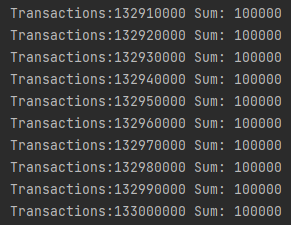 Transactions:132910000 Sum: 100000
Transactions:132920000 Sum: 100000
Transactions:132930000 Sum: 100000
Transactions:132940000 Sum: 100000
Transactions:132950000 Sum: 100000
Transactions:132960000 Sum: 100000
Transactions:132970000 Sum: 100000
Transactions:132980000 Sum: 100000
Transactions:132990000 Sum: 100000
Transactions:133000000 Sum: 100000